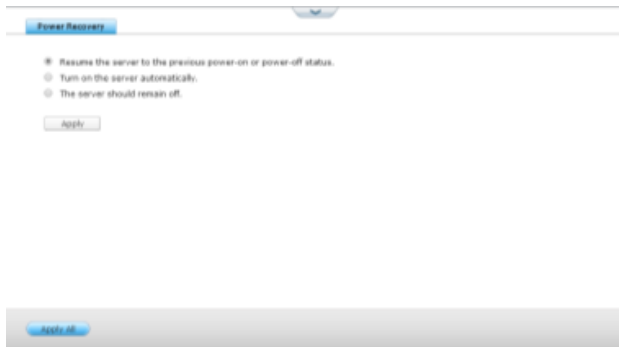 Power Recovery
Resume the server to the previous power-on or power-off status.
Turn on the server automatically.
The server should remain off.
Apply
Apply All